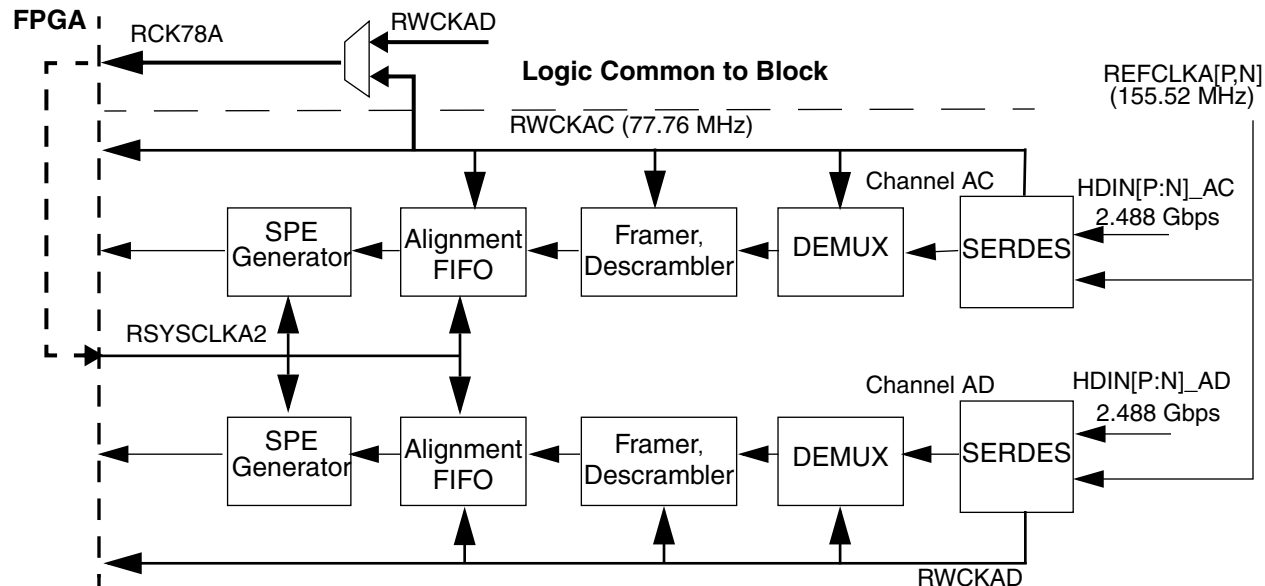 FPGA
RCK78A
RWCKAD
Logic Common to Block
REFCLKA[P,N]
(155.52 MHz)
RWCKAC (77.76 MHz)
Channel AC
HDIN[P:N]_AC
2.488 Gbps
SPE
Generator
Alignment
FIFO
Framer,
Descrambler
DEMUX
SERDES
RSYSCLKA2
Channel AD
HDIN[P:N]_AD
2.488 Gbps
SPE
Generator
Alignment
FIFO
Framer,
Descrambler
DEMUX
SERDES
RWCKAD